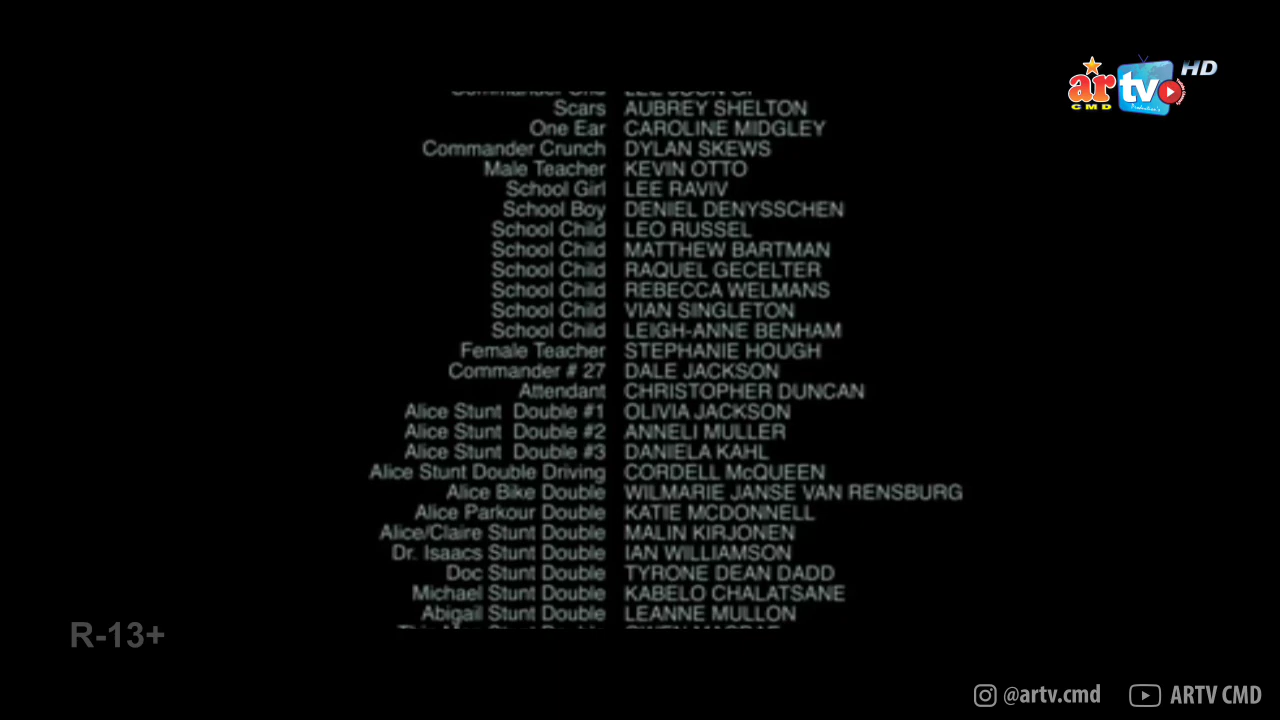 ar tv HD
CMD
Scars AUBREY SHELTON
One Ear CAROLINE MIDGLEY
Commander Crunch DYLAN SKEWS
Male Teacher KEVIN OTTO
School Girl LEE RAVIV
School Boy DENIEL DENYSSCHEN
School Child LEO RUSSEL
School Child MATTHEW BARTMAN
School Child RAQUEL GECELTER
School Child REBECCA WELMANS
School Child VIAN SINGLETON
School Child LEIGH-ANNE BENHAM
Female Teacher STEPHANIE HOUGH
Commander # 27 DALE JACKSON
Attendant CHRISTOPHER DUNCAN
Alice Stunt Double #1 OLIVIA JACKSON
Alice Stunt Double #2 ANNELI MULLER
Alice Stunt Double #3 DANIELA KAHL
Alice Stunt Double Driving CORDELL McQUEEN
Alice Bike Double WILMARIE JANSE VAN RENSBURG
Alice Parkour Double KATIE MCDONNELL
Alice/Claire Stunt Double MALIN KIRJONEN
Dr. Isaacs Stunt Double IAN WILLIAMSON
Doc Stunt Double TYRONE DEAN DADD
Michael Stunt Double KABELO CHALATSANE
Abigail Stunt Double LEANNE MULLON
R-13+
@artv.cmd ARTV CMD